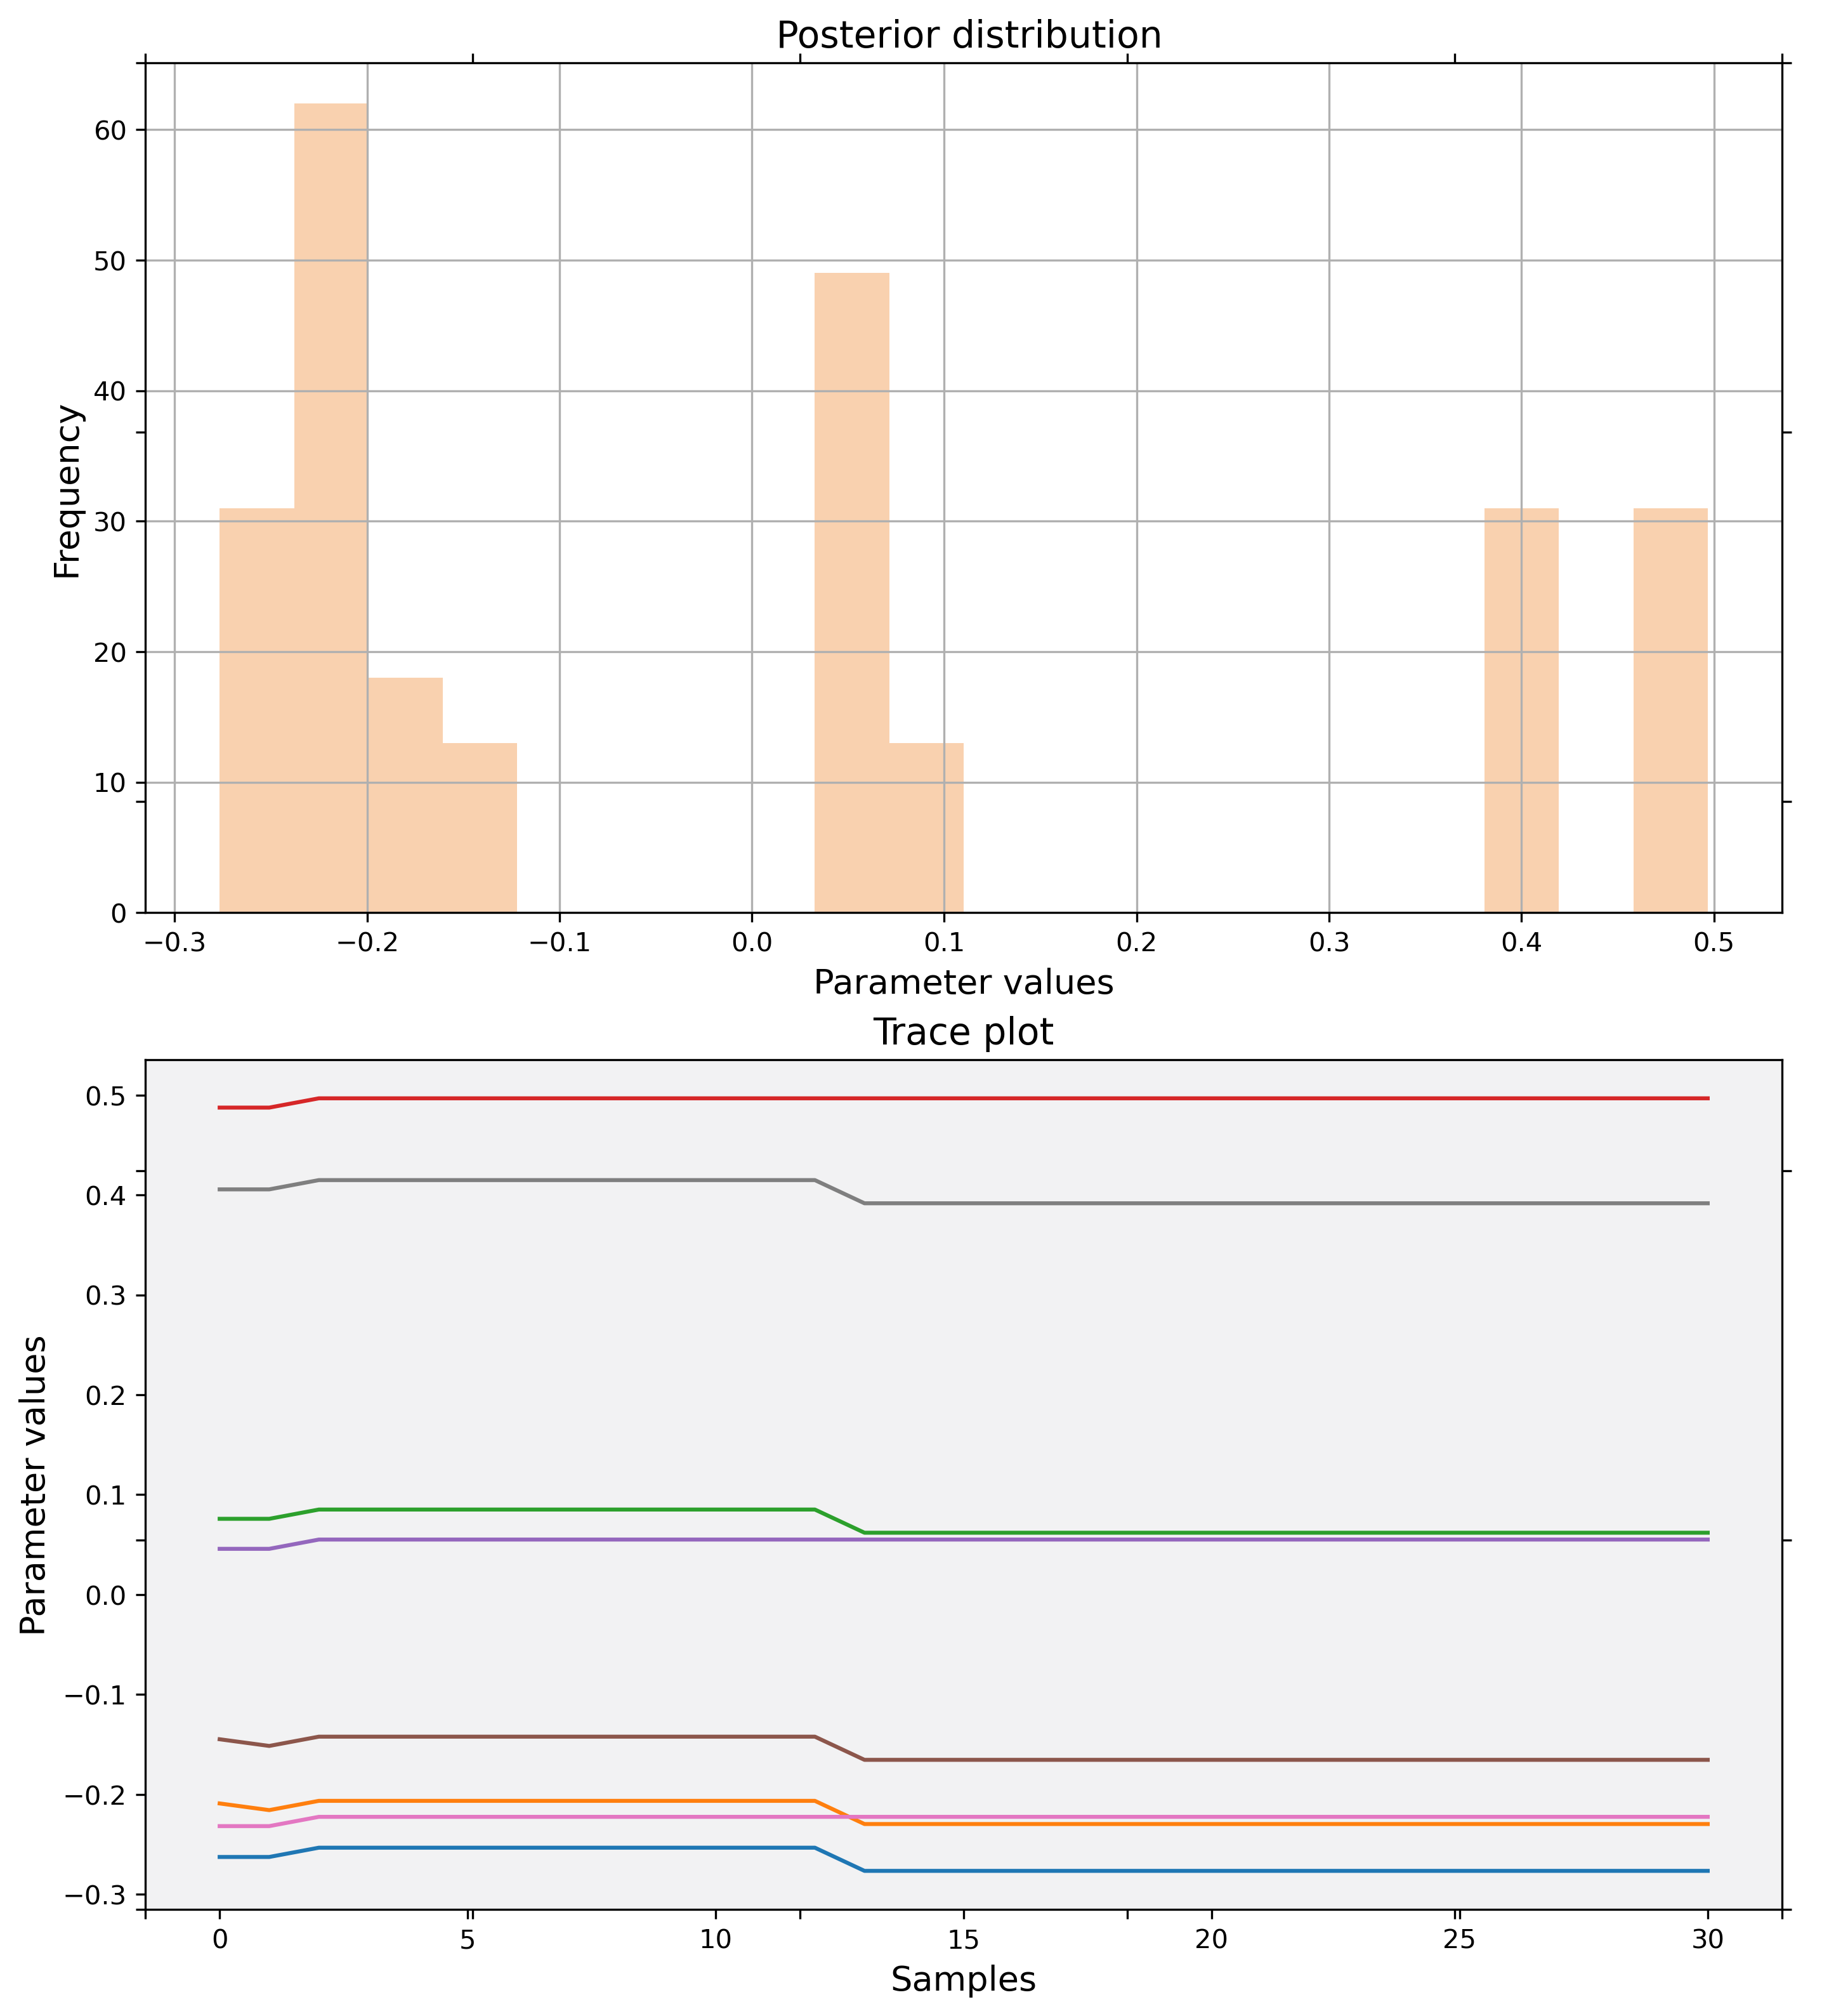 Posterior distribution
60
50
40
30
20
10
0
Frequency
−0.3 −0.2 −0.1 0.0 0.1 0.2 0.3 0.4 0.5
Parameter values
Trace plot
0.5
0.4
0.3
0.2
0.1
0.0
−0.1
−0.2
−0.3
Parameter values
0 5 10 15 20 25 30
Samples